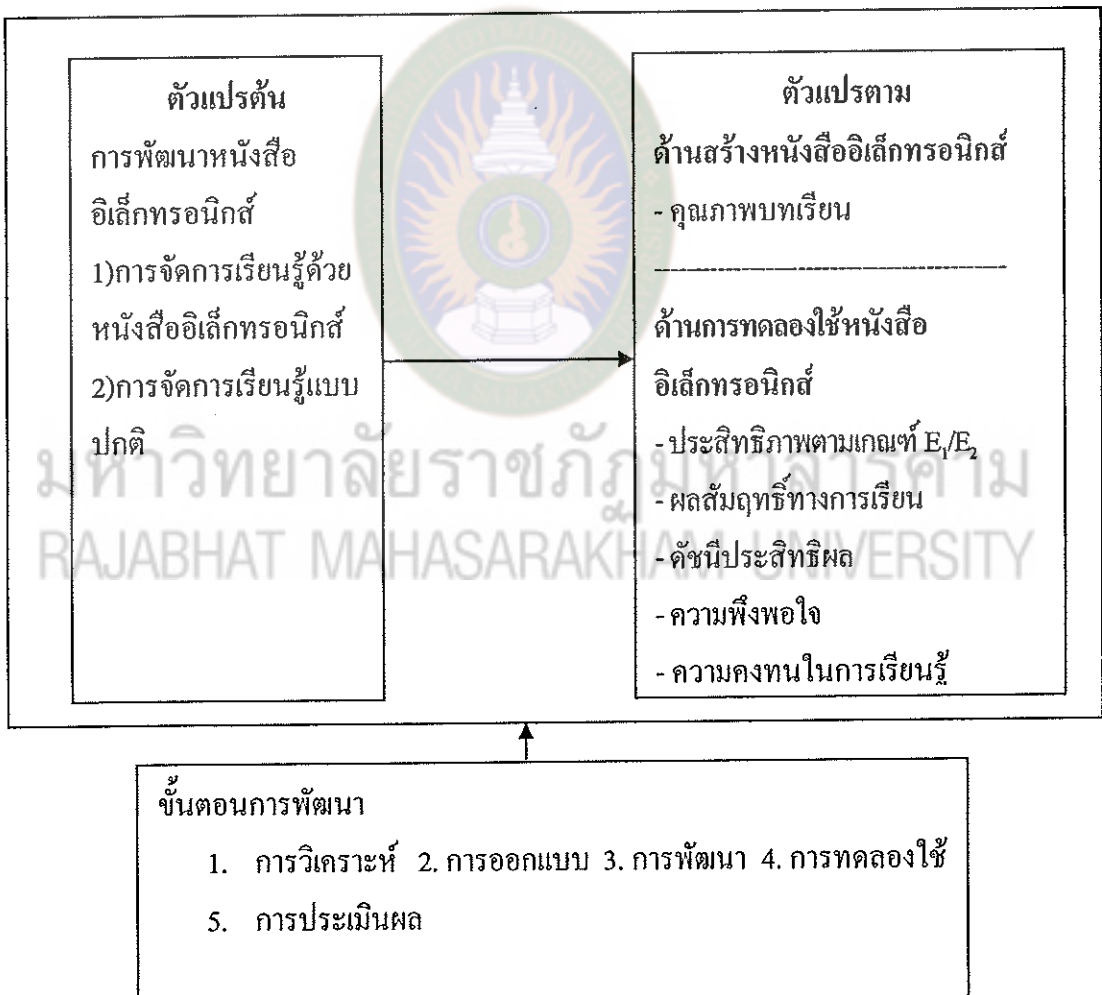 ตัวแปรต้น
การพัฒนาหนังสือ
อิเล็กทรอนิกส์
1)การจัดการเรียนรู้ด้วย
หนังสืออิเล็กทรอนิกส์
2)การจัดการเรียนรู้แบบ
ปกติ
ตัวแปรตาม
ด้านสร้างหนังสืออิเล็กทรอนิกส์
- คุณภาพบทเรียน
ด้านการทดลองใช้หนังสือ
อิเล็กทรอนิกส์
- ประสิทธิภาพตามเกณฑ์ E₁/E₂
- ผลสัมฤทธิ์ทางการเรียน
- ดัชนีประสิทธิผล
- ความพึงพอใจ
- ความคงทนในการเรียนรู้
มหาวิทยาลัยราชภัฏมหาสารคาม
RAJABHAT MAHASARAKHAM UNIVERSITY
ขั้นตอนการพัฒนา
1. การวิเคราะห์ 2. การออกแบบ 3. การพัฒนา 4. การทดลองใช้
5. การประเมินผล